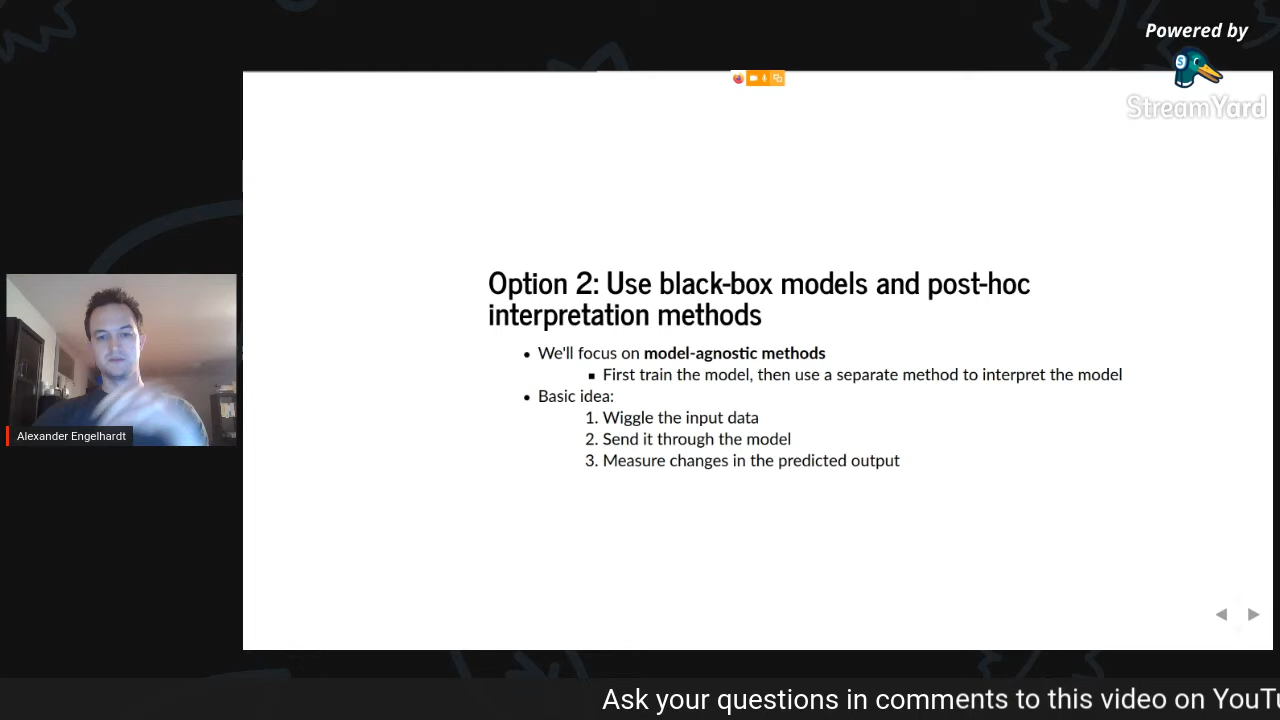 Powered by
StreamYard
Option 2: Use black-box models and post-hoc
interpretation methods
• We'll focus on model-agnostic methods
▪ First train the model, then use a separate method to interpret the model
• Basic idea:
1. Wiggle the input data
2. Send it through the model
3. Measure changes in the predicted output
Alexander Engelhardt
Ask your questions in comments to this video on YouTu